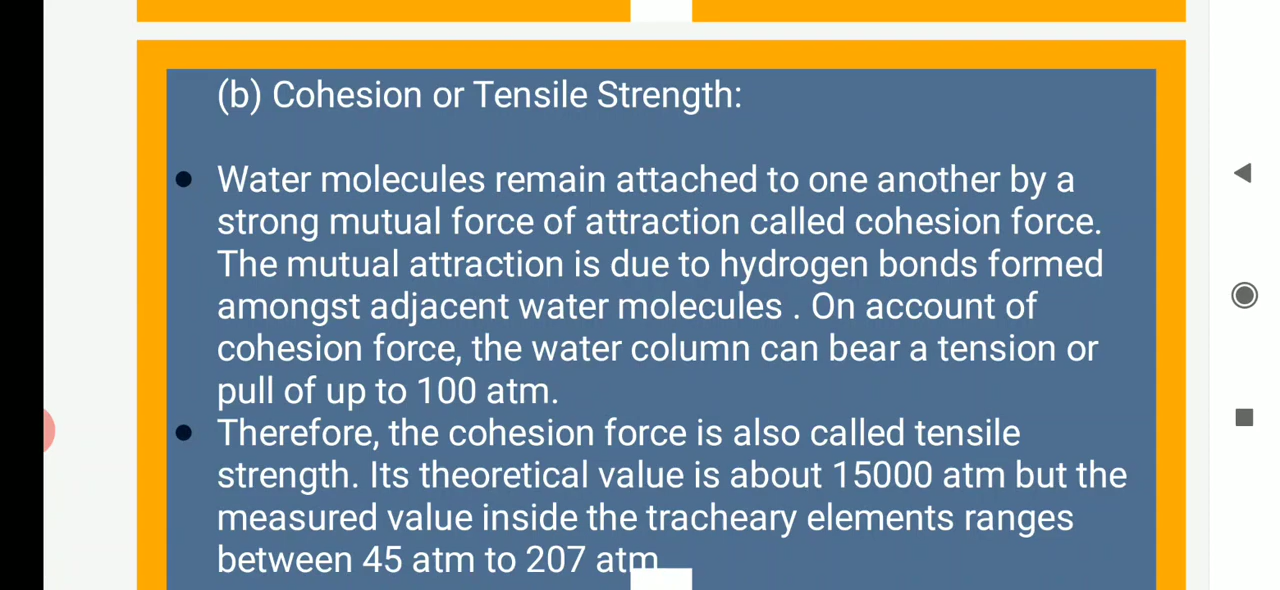 (b) Cohesion or Tensile Strength:
Water molecules remain attached to one another by a
strong mutual force of attraction called cohesion force.
The mutual attraction is due to hydrogen bonds formed
amongst adjacent water molecules . On account of
cohesion force, the water column can bear a tension or
pull of up to 100 atm.
Therefore, the cohesion force is also called tensile
strength. Its theoretical value is about 15000 atm but the
measured value inside the tracheary elements ranges
between 45 atm to 207 atm